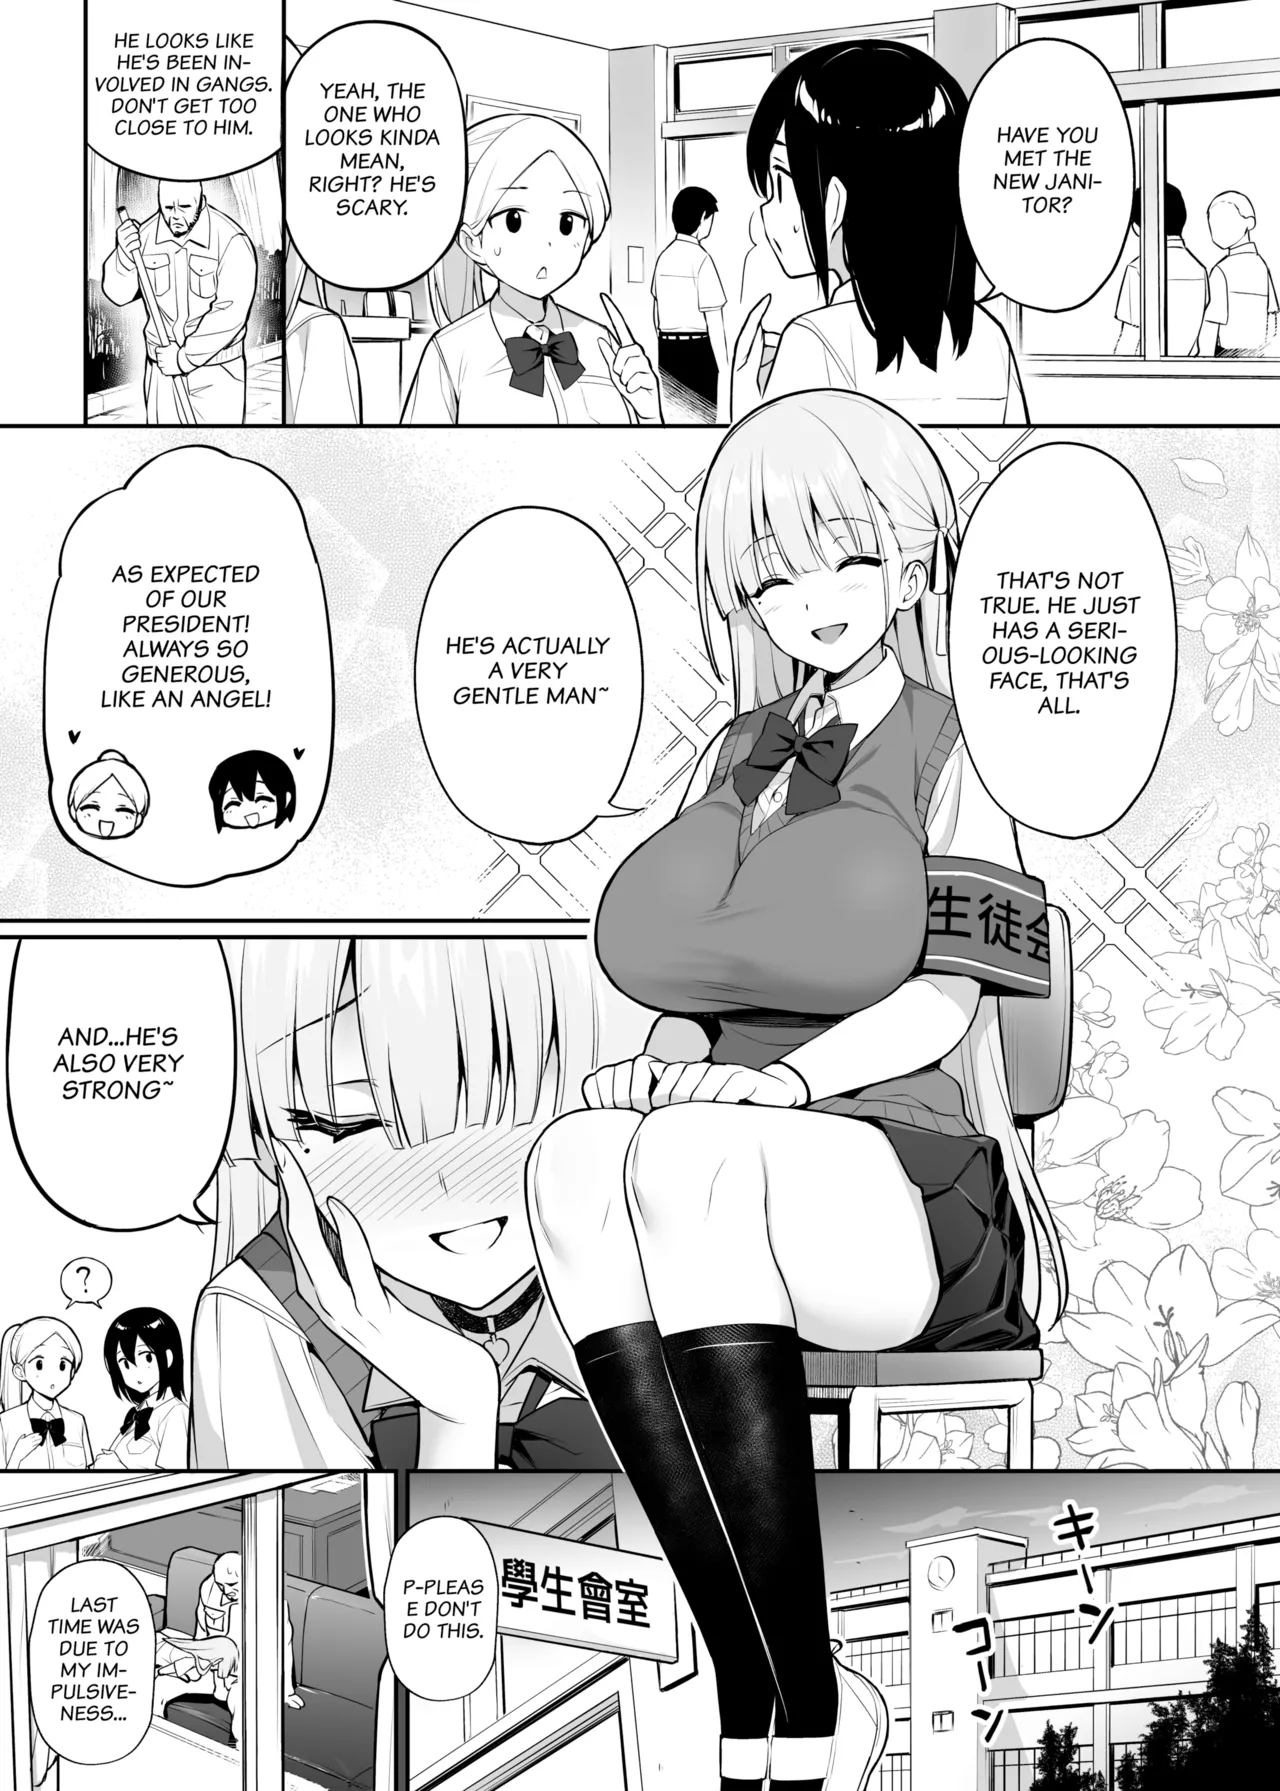 HAVE YOU
MET THE
NEW JANI-
TOR?
YEAH, THE
ONE WHO
LOOKS KINDA
MEAN,
RIGHT? HE'S
SCARY.
HE LOOKS LIKE
HE'S BEEN IN-
VOLVED IN GANGS.
DON'T GET TOO
CLOSE TO HIM.
THAT'S NOT
TRUE. HE JUST
HAS A SERI-
OUS-LOOKING
FACE, THAT'S
ALL.
HE'S ACTUALLY
A VERY
GENTLE MAN~
AS EXPECTED
OF OUR
PRESIDENT!
ALWAYS SO
GENEROUS,
LIKE AN ANGEL!
生徒会
AND...HE'S
ALSO VERY
STRONG~
?
キーン
コーン
學生會室
P-PLEAS
E DON'T
DO THIS.
LAST
TIME WAS
DUE TO
MY IM-
PULSIVE-
NESS...